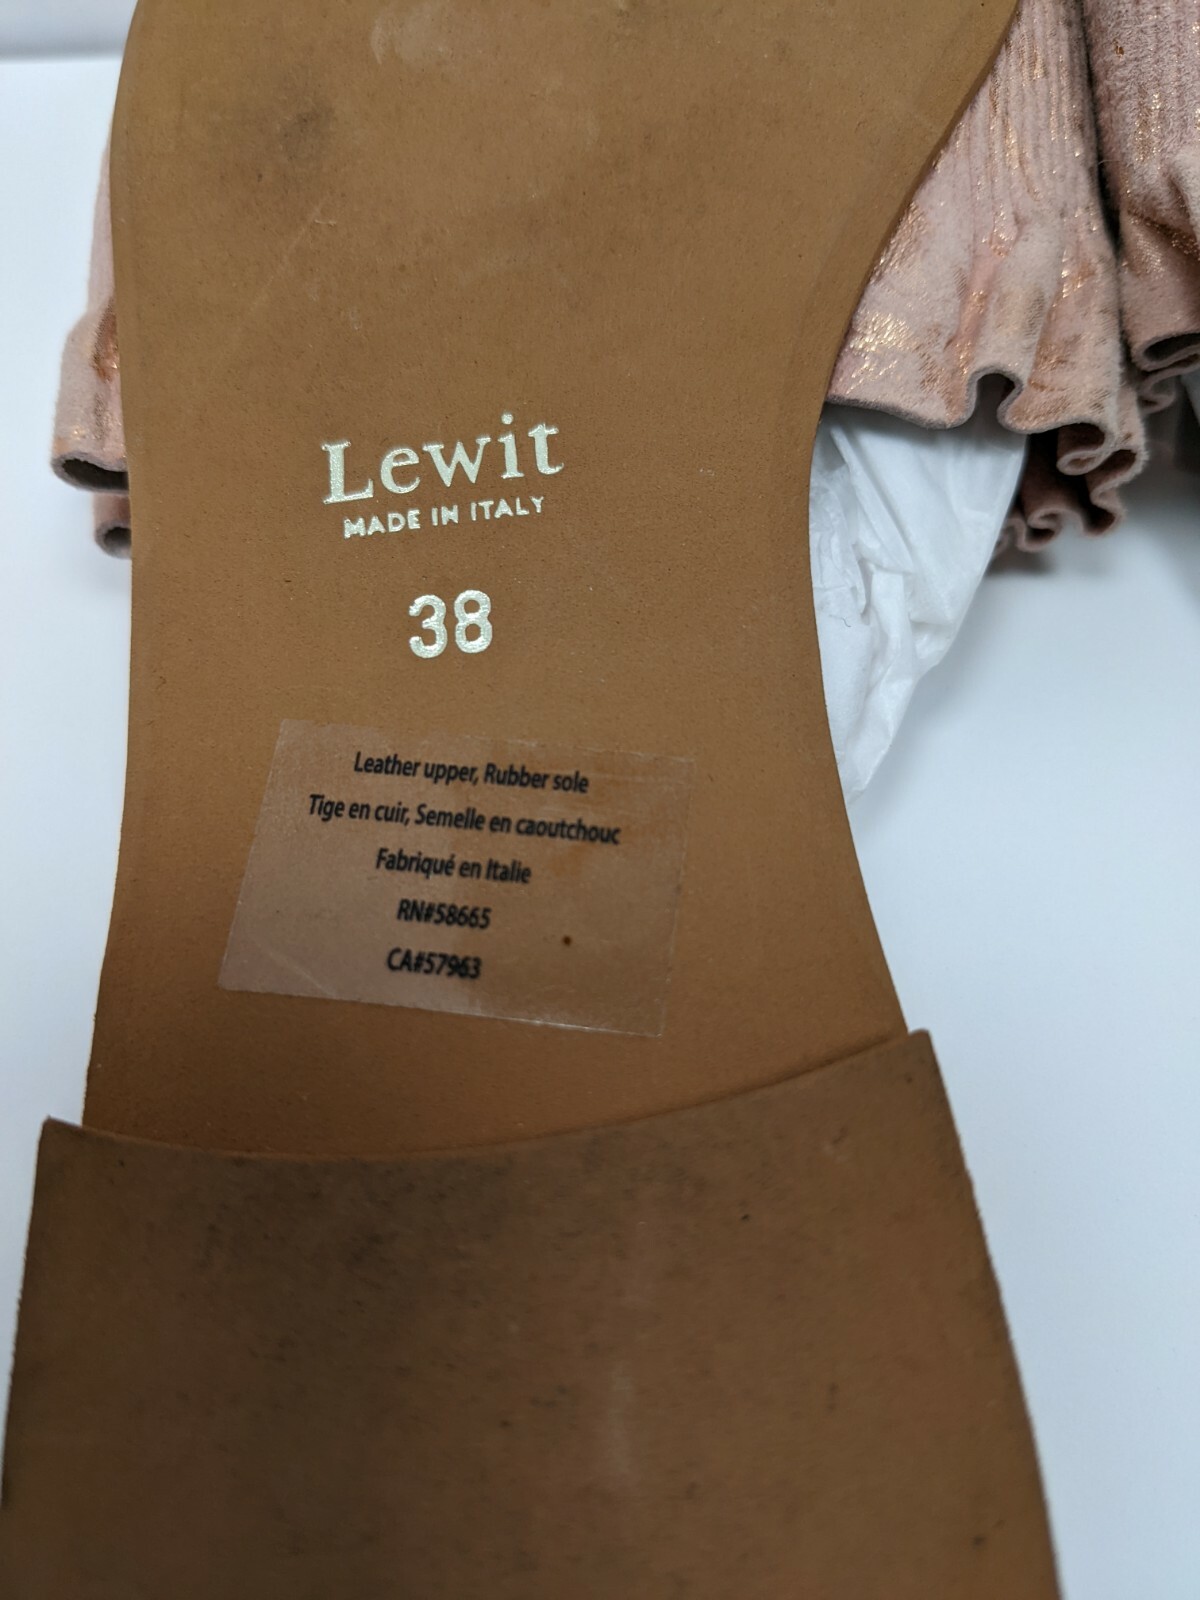 Lewit
MADE IN ITALY
38
Leather upper, Rubber sole
Tige en cuir, Semelle en caoutchouc
Fabriqué en Italie
RN#58665
CA#57963